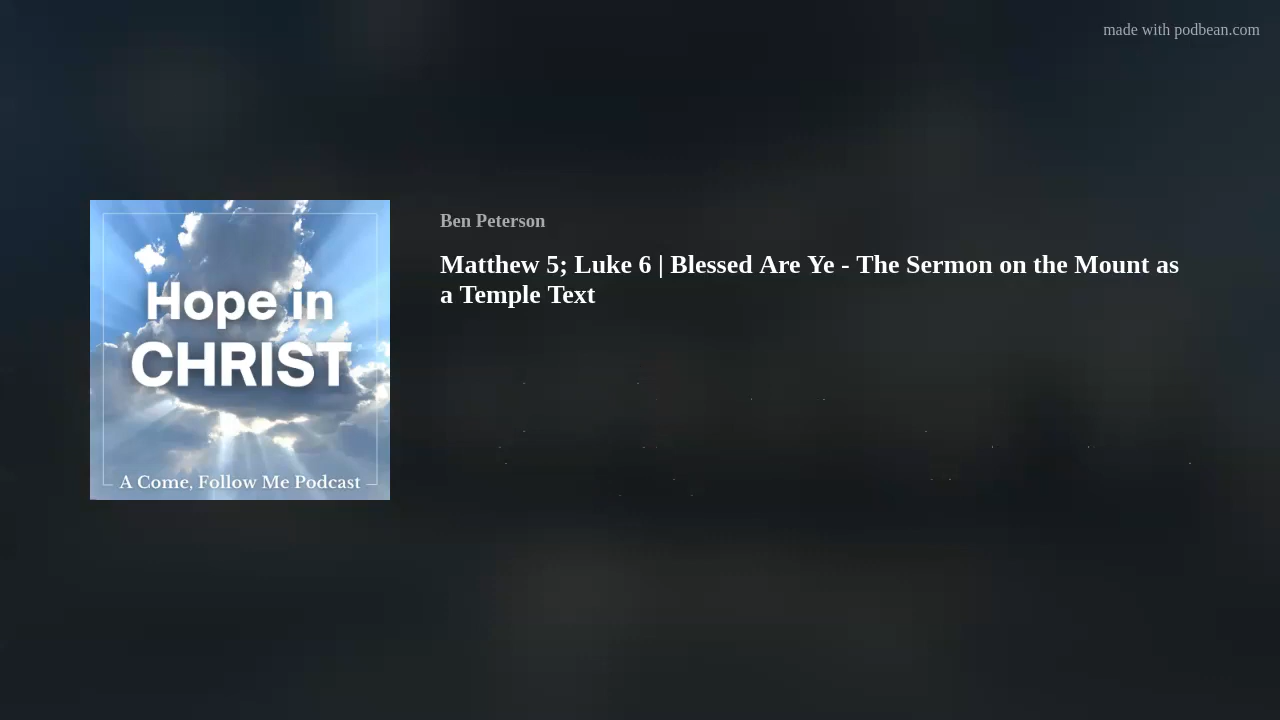 made with podbean.com
Ben Peterson
Matthew 5; Luke 6 | Blessed Are Ye - The Sermon on the Mount as
a Temple Text
Hope in
CHRIST
A Come, Follow Me Podcast